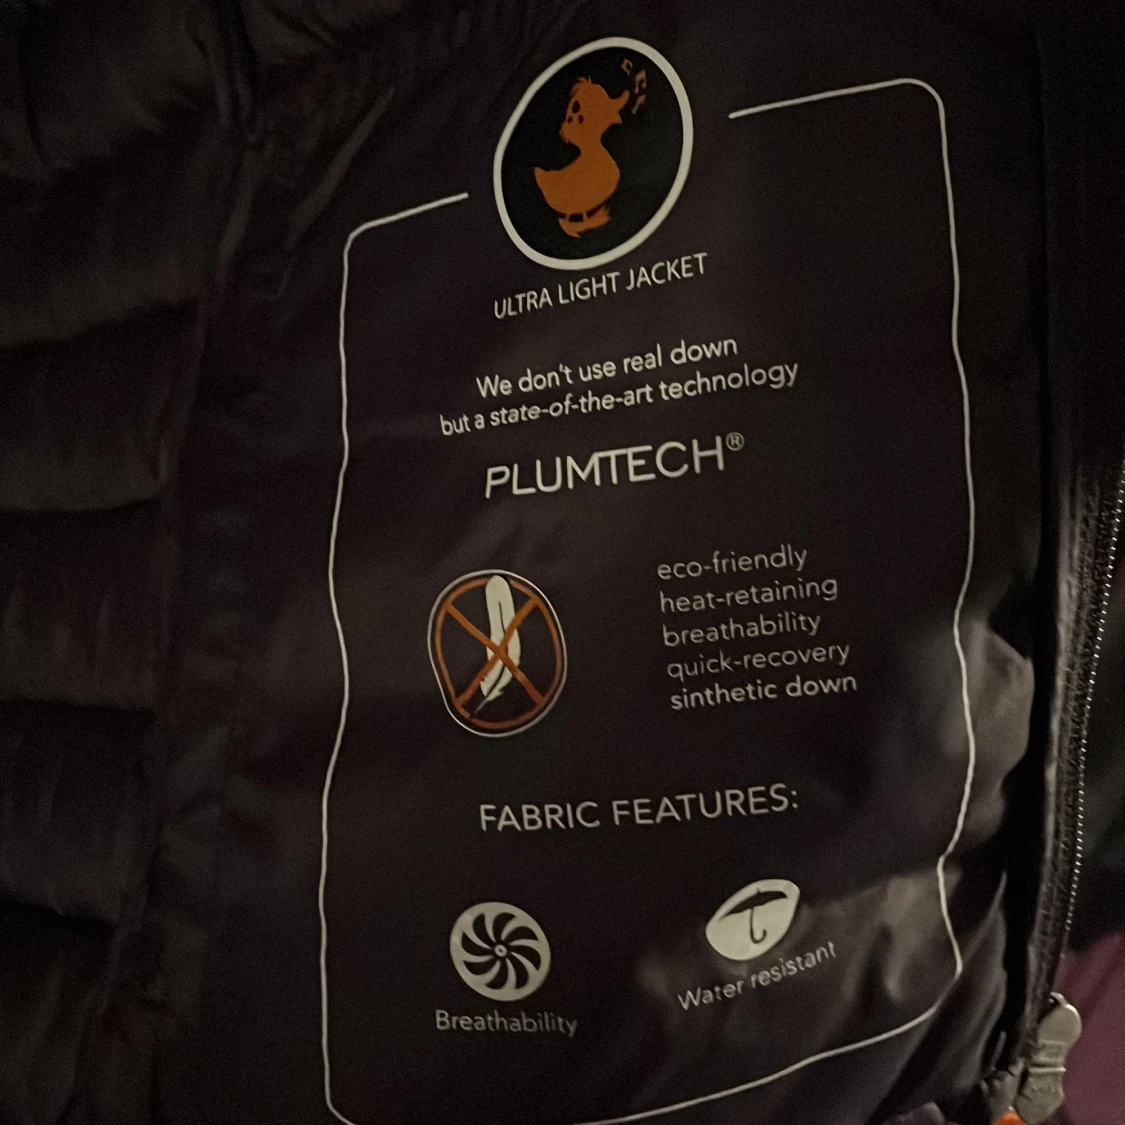 ULTRA LIGHT JACKET
We don't use real down
but a state-of-the-art technology
PLUMTECH®
eco-friendly
heat-retaining
breathability
quick-recovery
sinthetic down
FABRIC FEATURES:
Breathability
Water resistant